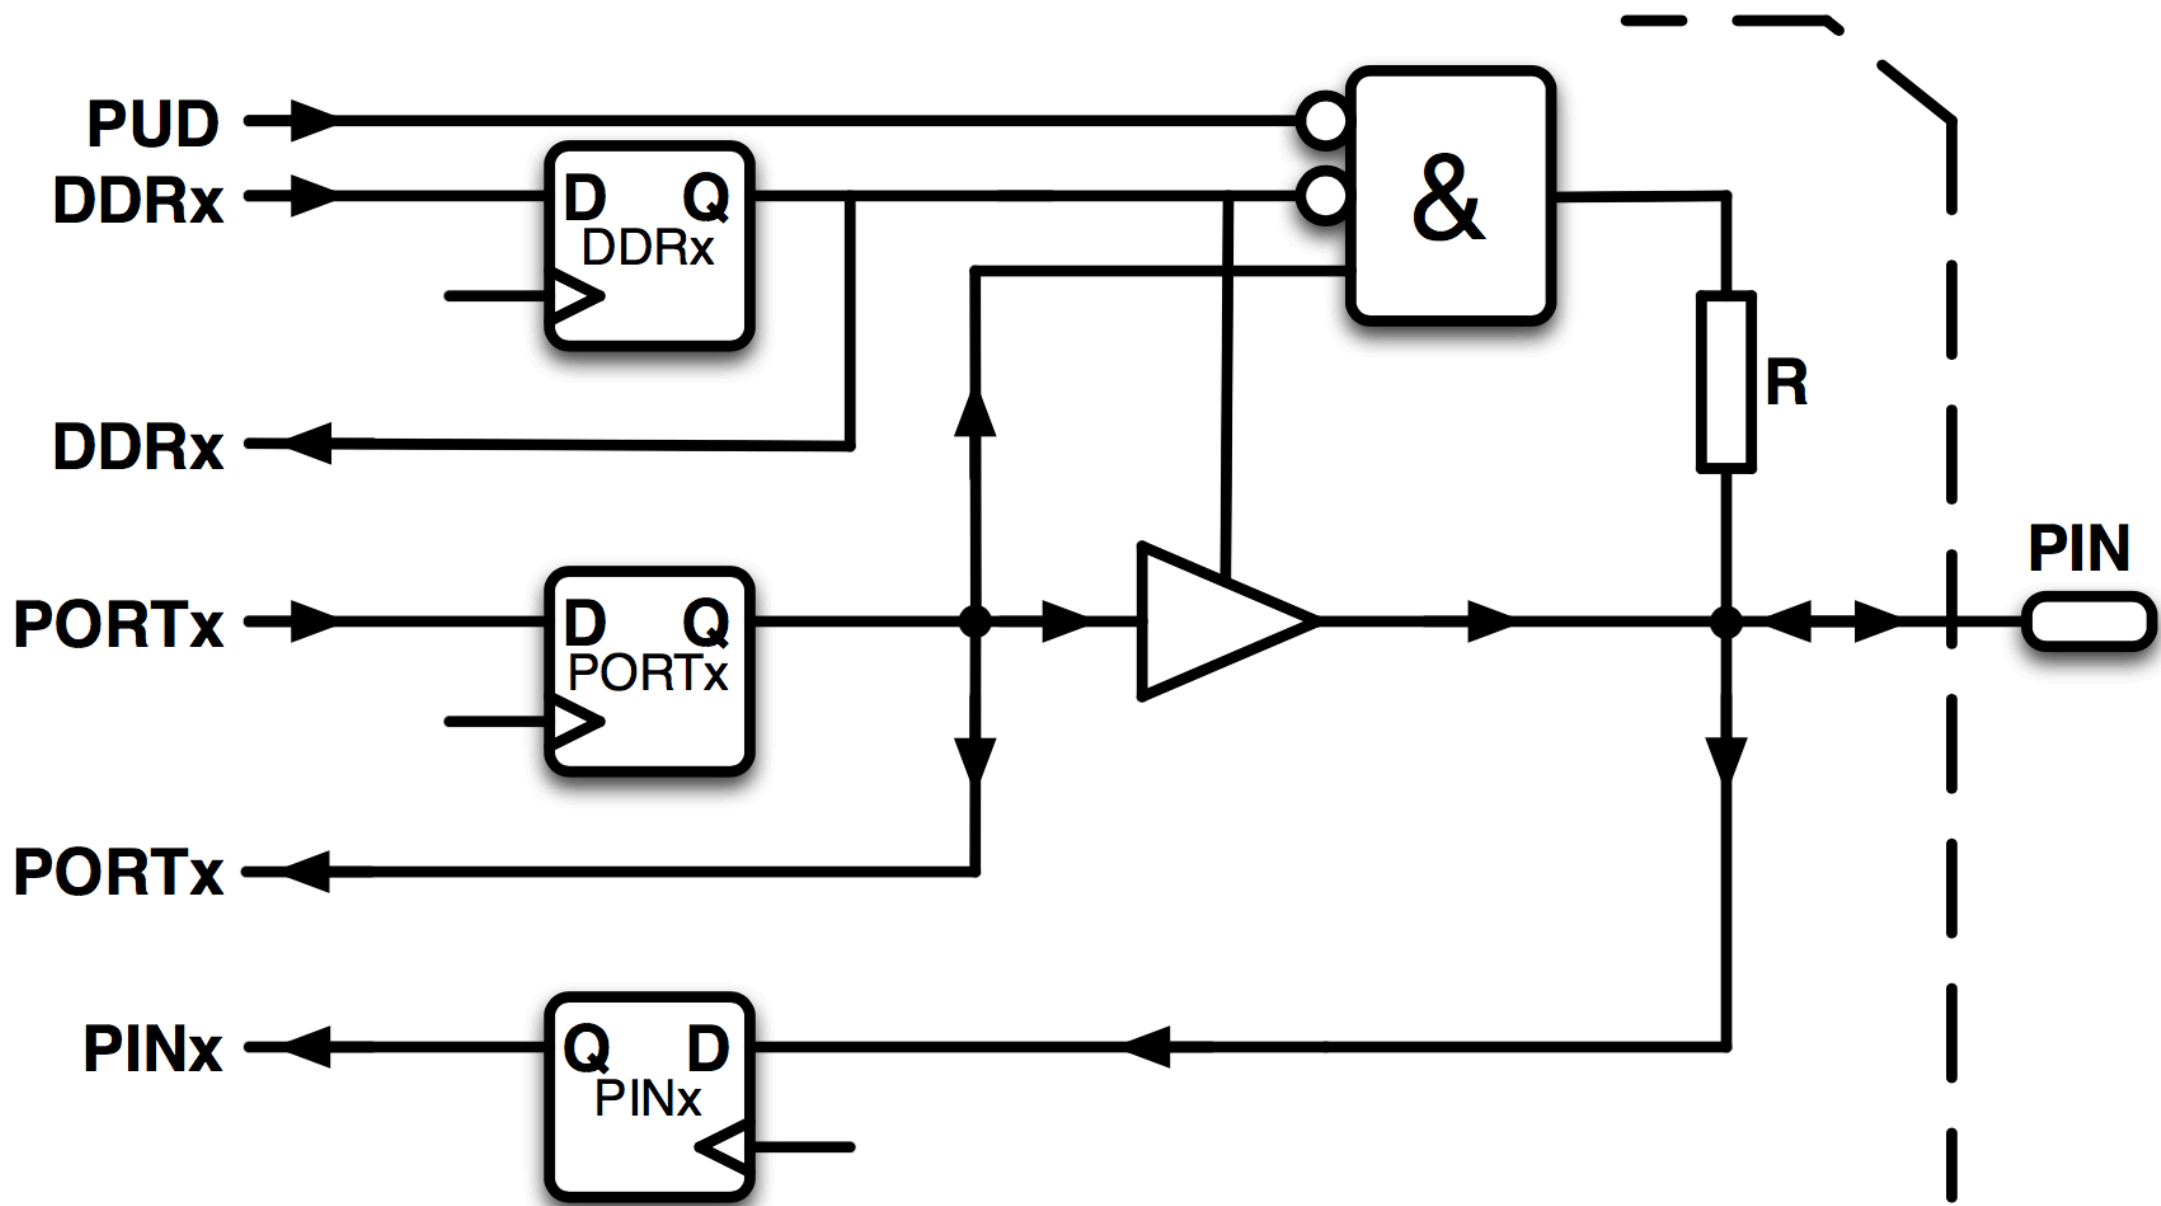 PUD
DDRx
D Q
DDRx
&
R
DDRx
PIN
PORTx
D Q
PORTx
PORTx
PINx
Q D
PINx